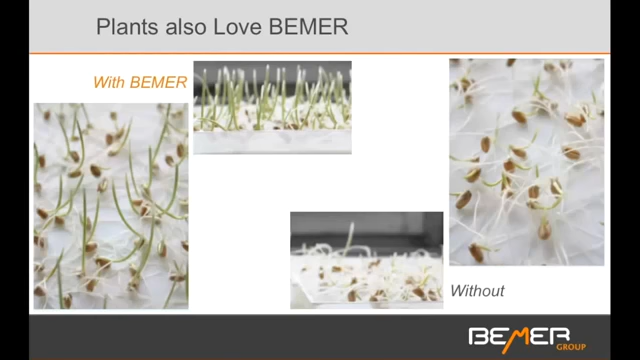 Plants also Love BEMER
With BEMER
Without
BEMER
GROUP